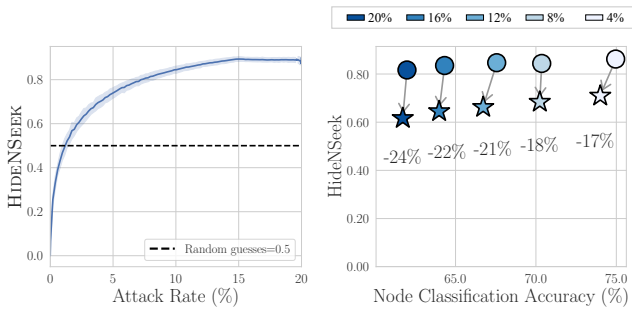 20% 16% 12% 8% 4%
HIDENSEEK
0.8
0.6
0.4
0.2
0.0
Random guesses=0.5
0 5 10 15 20
Attack Rate (%)
HideNSeek
0.80
0.60
0.40
0.20
0.00
-24% -22% -21% -18% -17%
65.0 70.0 75.0
Node Classification Accuracy (%)